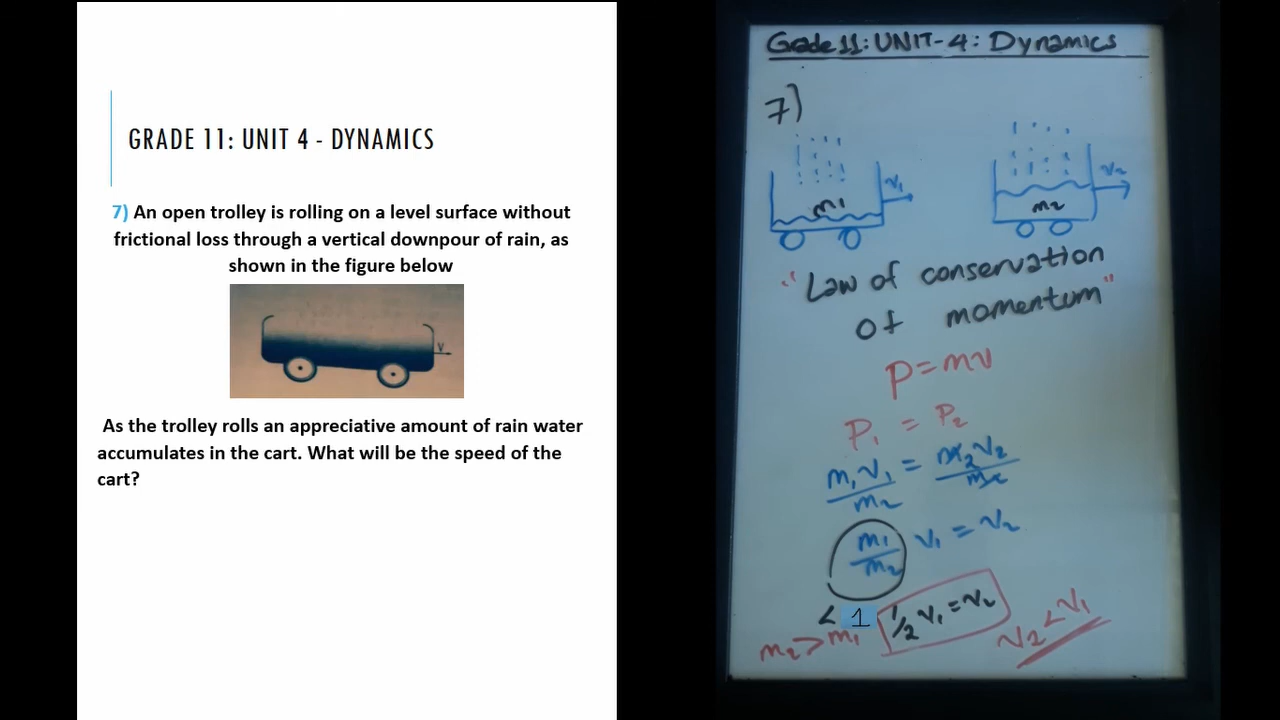 GRADE 11: UNIT 4 - DYNAMICS
7) An open trolley is rolling on a level surface without
frictional loss through a vertical downpour of rain, as
shown in the figure below
V
As the trolley rolls an appreciative amount of rain water
accumulates in the cart. What will be the speed of the
cart?
Grade 11: UNIT-4: Dynamics
7)
m1 v1
m2 v2
"Law of conservation
of momentum"
P=mv
P1 = P2
m1v1/m2 = m2v2/m2
m1/m2 v1 = v2
< 1
1/2 v1 = v2
m2 > m1
v2 < v1